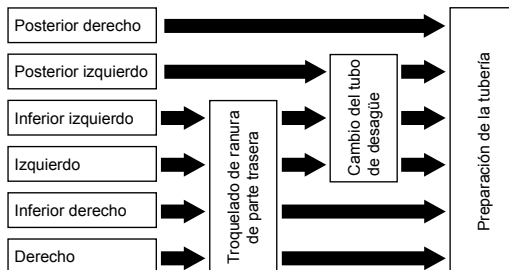 Posterior derecho
Posterior izquierdo
Inferior izquierdo
Izquierdo
Inferior derecho
Derecho
Troquelado de ranura
de parte trasera
Cambio del tubo
de desagüe
Preparación de la tubería